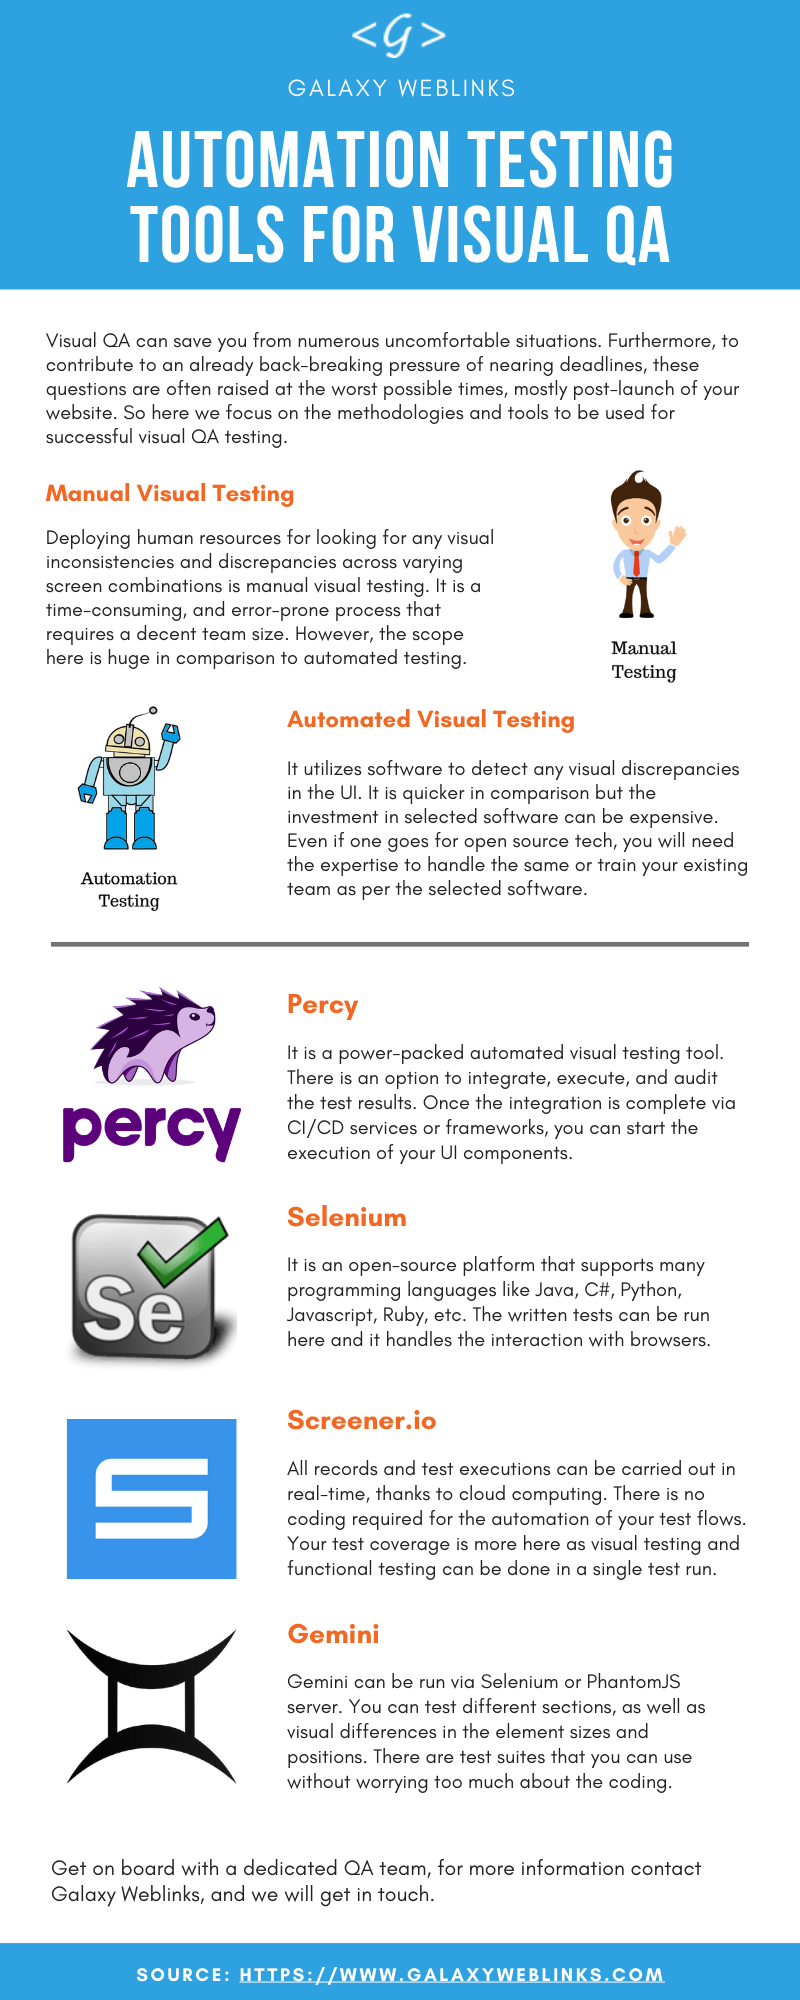 <G>
GALAXY WEBLINKS
AUTOMATION TESTING
TOOLS FOR VISUAL QA
Visual QA can save you from numerous uncomfortable situations. Furthermore, to
contribute to an already back-breaking pressure of nearing deadlines, these
questions are often raised at the worst possible times, mostly post-launch of your
website. So here we focus on the methodologies and tools to be used for
successful visual QA testing.
Manual Visual Testing
Deploying human resources for looking for any visual
inconsistencies and discrepancies across varying
screen combinations is manual visual testing. It is a
time-consuming, and error-prone process that
requires a decent team size. However, the scope
here is huge in comparison to automated testing.
Manual
Testing
Automated Visual Testing
It utilizes software to detect any visual discrepancies
in the UI. It is quicker in comparison but the
investment in selected software can be expensive.
Even if one goes for open source tech, you will need
the expertise to handle the same or train your existing
team as per the selected software.
Automation
Testing
Percy
It is a power-packed automated visual testing tool.
There is an option to integrate, execute, and audit
the test results. Once the integration is complete via
CI/CD services or frameworks, you can start the
execution of your UI components.
percy
Selenium
It is an open-source platform that supports many
programming languages like Java, C#, Python,
Javascript, Ruby, etc. The written tests can be run
here and it handles the interaction with browsers.
Se
Screener.io
All records and test executions can be carried out in
real-time, thanks to cloud computing. There is no
coding required for the automation of your test flows.
Your test coverage is more here as visual testing and
functional testing can be done in a single test run.
S
Gemini
Gemini can be run via Selenium or PhantomJS
server. You can test different sections, as well as
visual differences in the element sizes and
positions. There are test suites that you can use
without worrying too much about the coding.
Get on board with a dedicated QA team, for more information contact
Galaxy Weblinks, and we will get in touch.
SOURCE: HTTPS://WWW.GALAXYWEBLINKS.COM